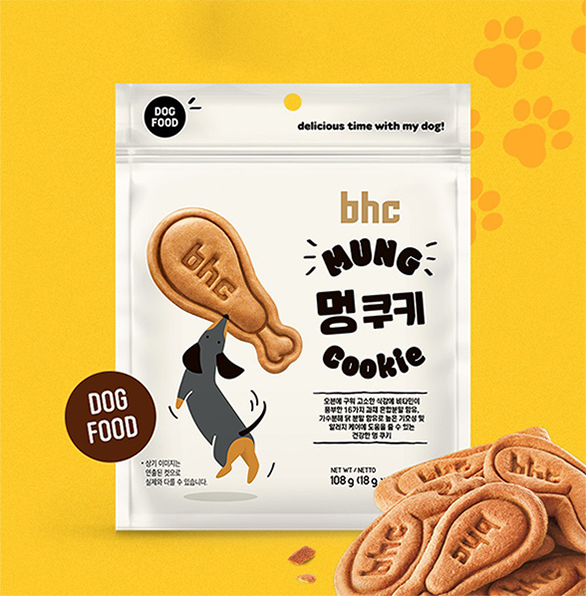 DOG
FOOD
delicious time with my dog!
bhc
MUNG
멍 쿠키
Cookie
오븐에 구워 고소한 식감에 비타민이
풍부한 16가지 과채 혼합분말 함유,
가수분해 닭 분말 함유로 높은 기호성 및
알러지 케어에 도움을 줄 수 있는
건강한 멍 쿠키
NET WT/NETTO
108 g (18 g
bhc
DOG
FOOD
* 상기 이미지는
연출된 컷으로
실제와 다를 수 있습니다.
bhc
bhc
bhc
bhc